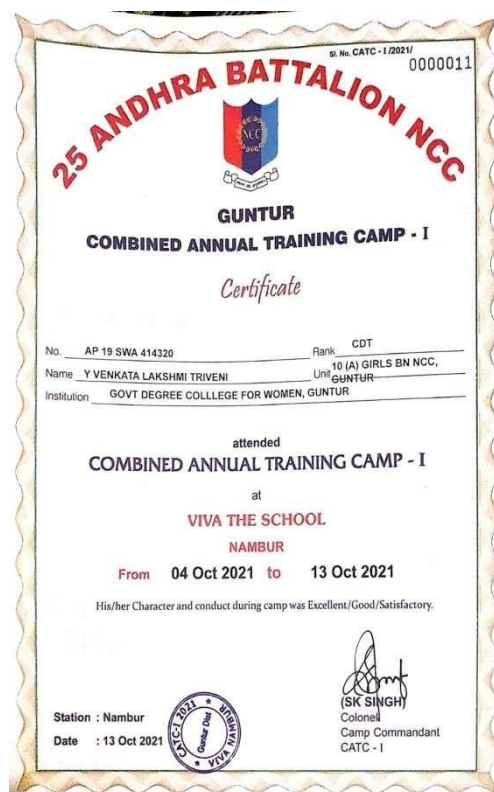 Sl. No. CATC - I /2021/
0000011
25 ANDHRA BATTALION NCC
NCC
GUNTUR
COMBINED ANNUAL TRAINING CAMP - I
Certificate
No. AP 19 SWA 414320 Rank CDT
Name Y VENKATA LAKSHMI TRIVENI Unit 10 (A) GIRLS BN NCC, GUNTUR
Institution GOVT DEGREE COLLLEGE FOR WOMEN, GUNTUR
attended
COMBINED ANNUAL TRAINING CAMP - I
at
VIVA THE SCHOOL
NAMBUR
From 04 Oct 2021 to 13 Oct 2021
His/her Character and conduct during camp was Excellent/Good/Satisfactory.
(SK SINGH)
Station : Nambur Colonel
Camp Commandant
Date : 13 Oct 2021 CATC - I
CATC-1 2021
Guntur Dist
VIVA NAMBUR